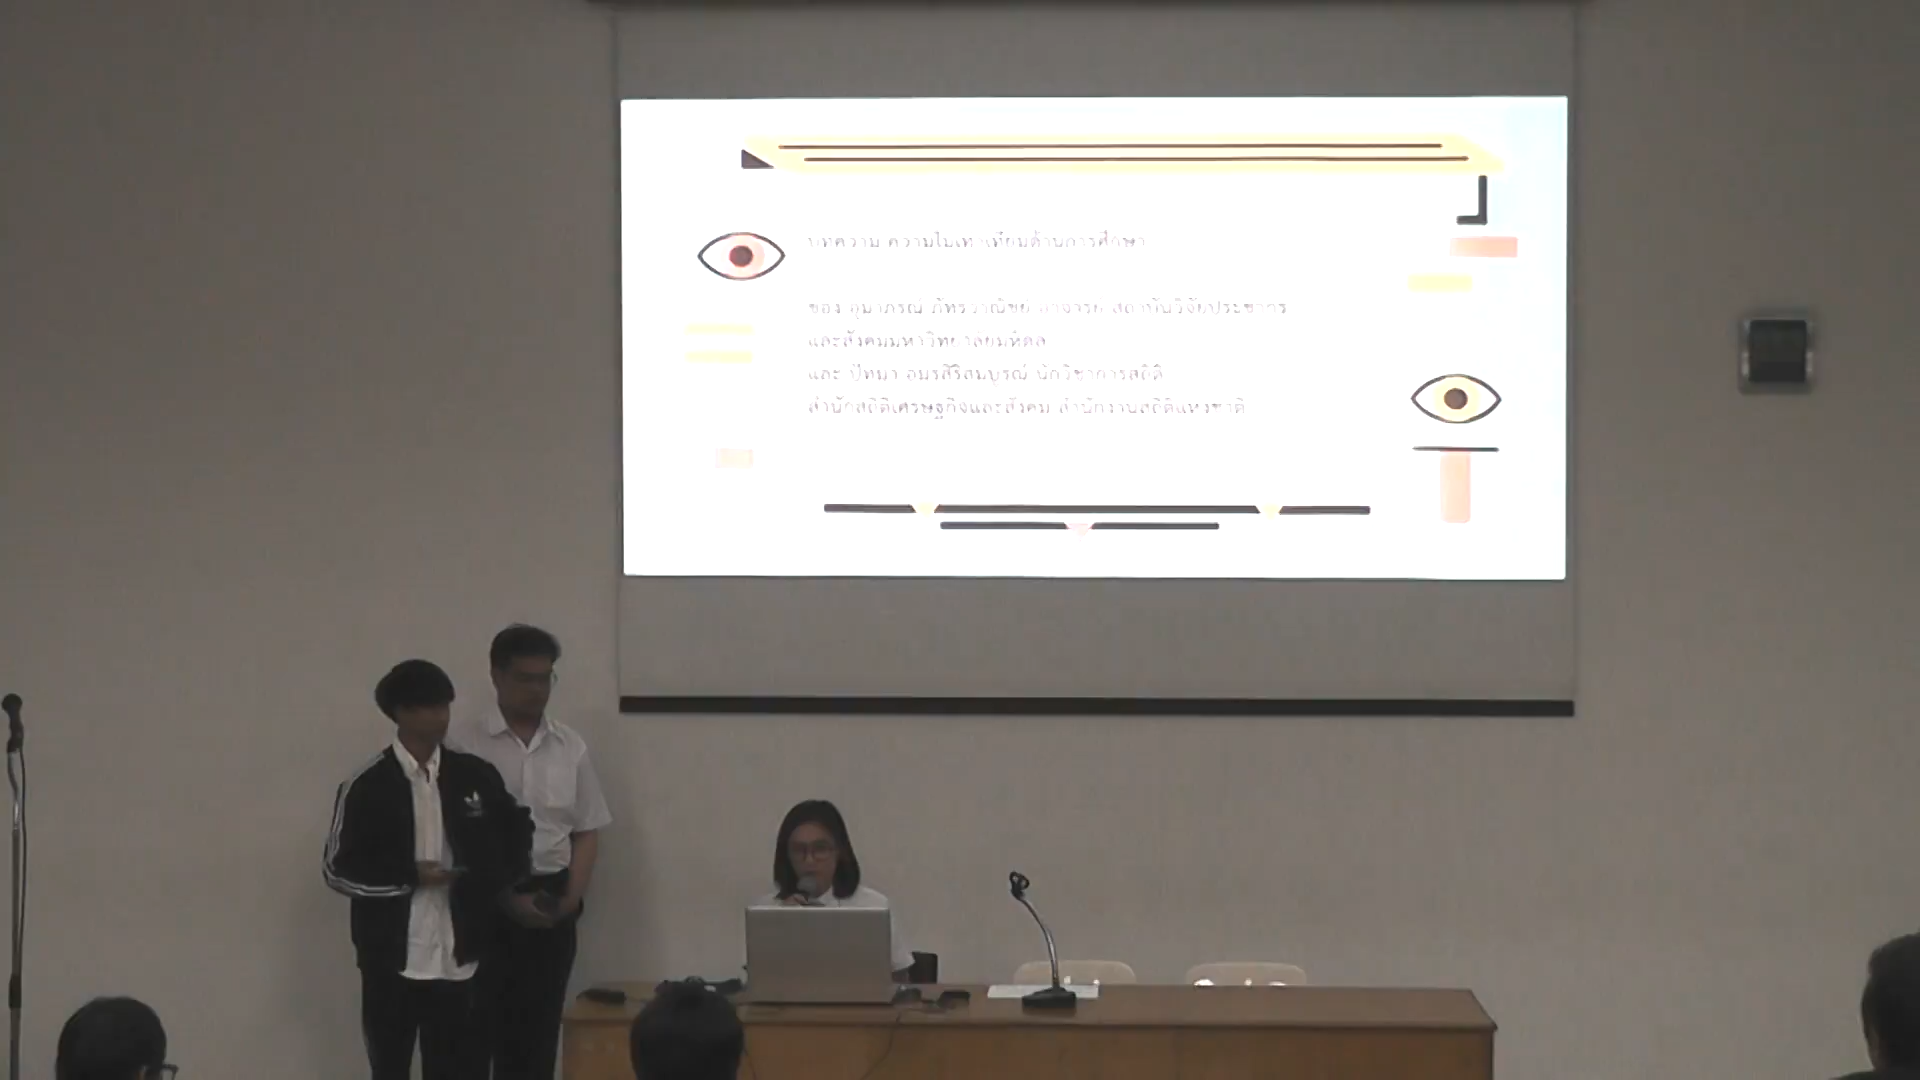 บทความ ความไม่เท่าเทียมด้านการศึกษา
ของ อุมาภรณ์ ภัทรวาณิชย์ อาจารย์ สถาบันวิจัยประชากร
และสังคมมหาวิทยาลัยมหิดล
และ ปัทมา อมรสิริสมบูรณ์ นักวิชาการสถิติ
สำนักสถิติเศรษฐกิจและสังคม สำนักงานสถิติแห่งชาติ